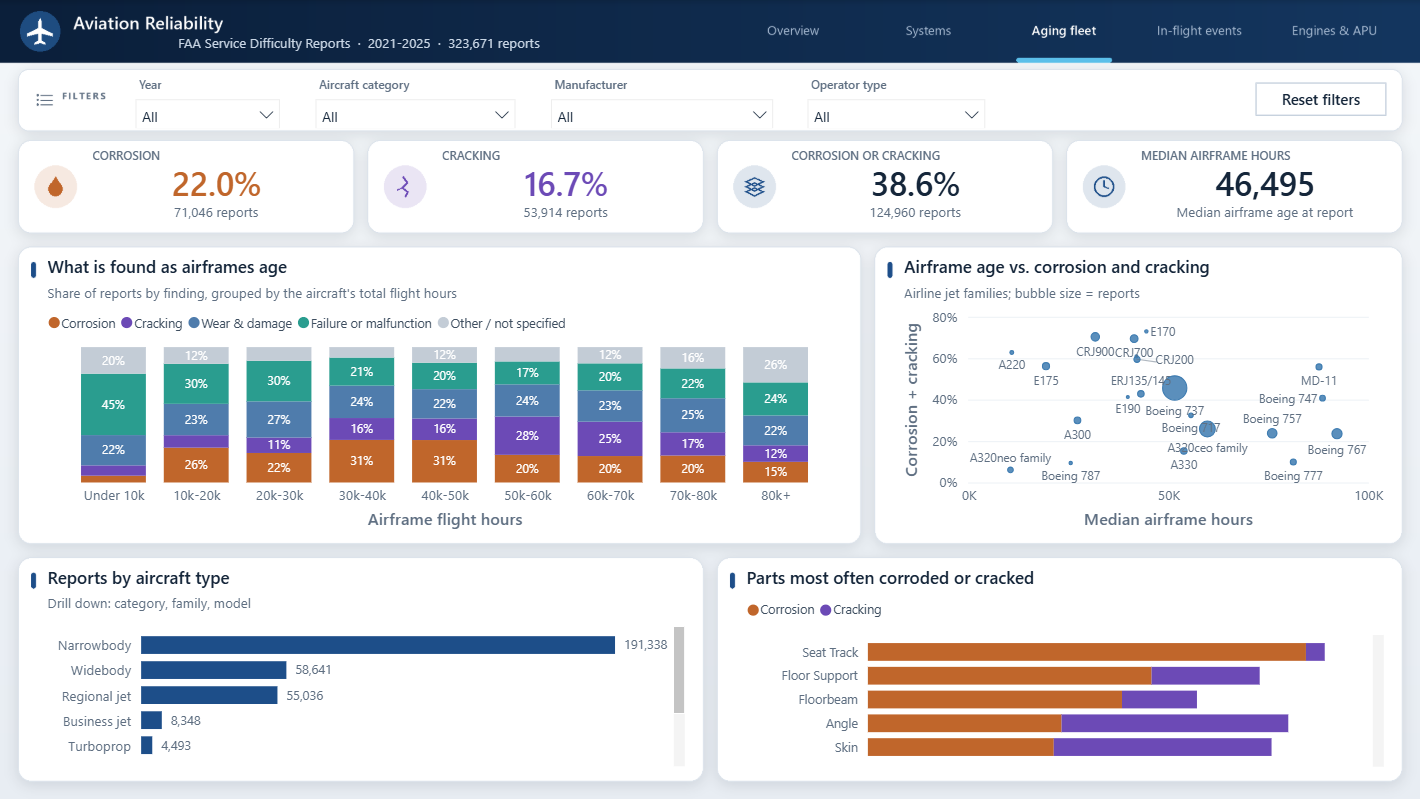 Aviation Reliability
FAA Service Difficulty Reports · 2021-2025 · 323,671 reports
Overview
Systems
Aging fleet
In-flight events
Engines & APU
FILTERS
Year
All
Aircraft category
All
Manufacturer
All
Operator type
All
Reset filters
CORROSION
22.0%
71,046 reports
CRACKING
16.7%
53,914 reports
CORROSION OR CRACKING
38.6%
124,960 reports
MEDIAN AIRFRAME HOURS
46,495
Median airframe age at report
What is found as airframes age
Share of reports by finding, grouped by the aircraft's total flight hours
Corrosion Cracking Wear & damage Failure or malfunction Other / not specified
20% 12% 12% 12% 16% 26%
45% 30% 30% 21% 20% 17% 20% 22% 24%
22% 23% 27% 24% 22% 24% 23% 25% 22%
11% 16% 16% 28% 25% 17% 12%
26% 22% 31% 31% 20% 20% 20% 15%
Under 10k 10k-20k 20k-30k 30k-40k 40k-50k 50k-60k 60k-70k 70k-80k 80k+
Airframe flight hours
Airframe age vs. corrosion and cracking
Airline jet families; bubble size = reports
Corrosion + cracking
80%
60%
40%
20%
0%
E170
CRJ900
CRJ700
CRJ200
A220
E175
ERJ135/145
MD-11
E190
Boeing 737
Boeing 747
Boeing 717
Boeing 757
A300
A320ceo family
Boeing 767
A320neo family
A330
Boeing 787
Boeing 777
0K 50K 100K
Median airframe hours
Reports by aircraft type
Drill down: category, family, model
Narrowbody 191,338
Widebody 58,641
Regional jet 55,036
Business jet 8,348
Turboprop 4,493
Parts most often corroded or cracked
Corrosion Cracking
Seat Track
Floor Support
Floorbeam
Angle
Skin